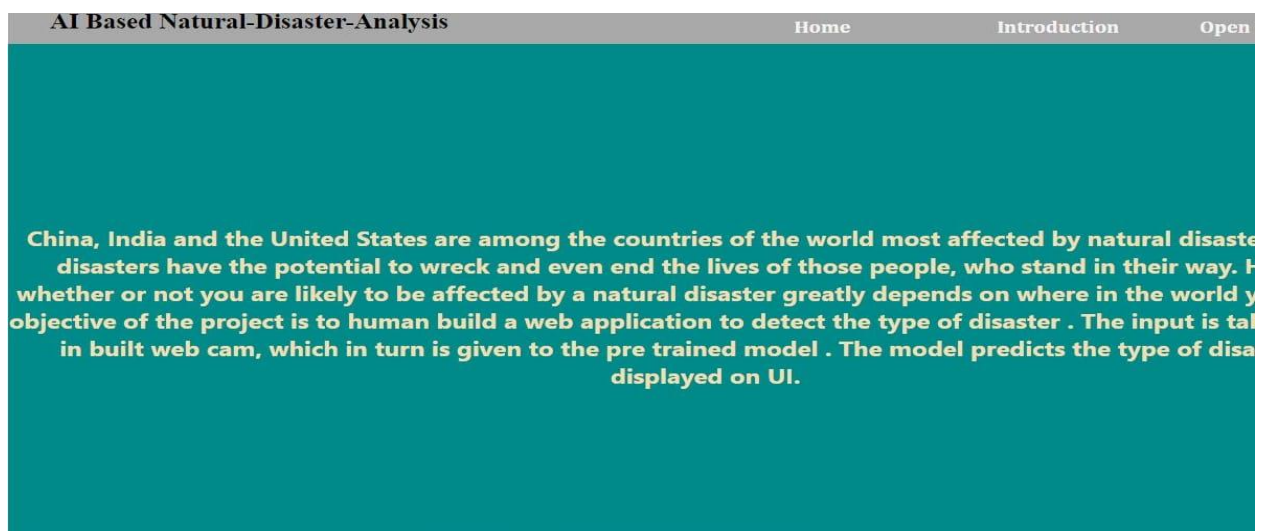 AI Based Natural-Disaster-Analysis
Home Introduction Open
China, India and the United States are among the countries of the world most affected by natural disaste
disasters have the potential to wreck and even end the lives of those people, who stand in their way. H
whether or not you are likely to be affected by a natural disaster greatly depends on where in the world y
objective of the project is to human build a web application to detect the type of disaster . The input is tal
in built web cam, which in turn is given to the pre trained model . The model predicts the type of disa
displayed on UI.